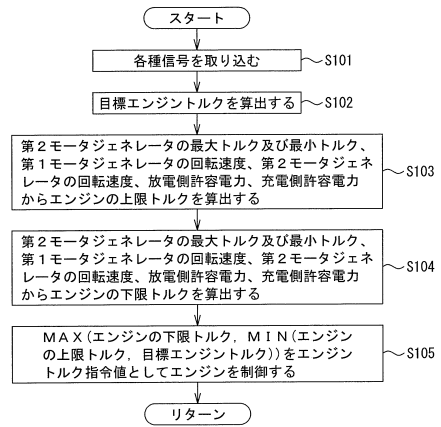 スタート
各種信号を取り込む
S101
目標エンジントルクを算出する
S102
第２モータジェネレータの最大トルク及び最小トルク、
第１モータジェネレータの回転速度、第２モータジェネ
レータの回転速度、放電側許容電力、充電側許容電力
からエンジンの上限トルクを算出する
S103
第２モータジェネレータの最大トルク及び最小トルク、
第１モータジェネレータの回転速度、第２モータジェネ
レータの回転速度、放電側許容電力、充電側許容電力
からエンジンの下限トルクを算出する
S104
ＭＡＸ(エンジンの下限トルク，ＭＩＮ(エンジン
の上限トルク，目標エンジントルク))をエンジン
トルク指令値としてエンジンを制御する
S105
リターン